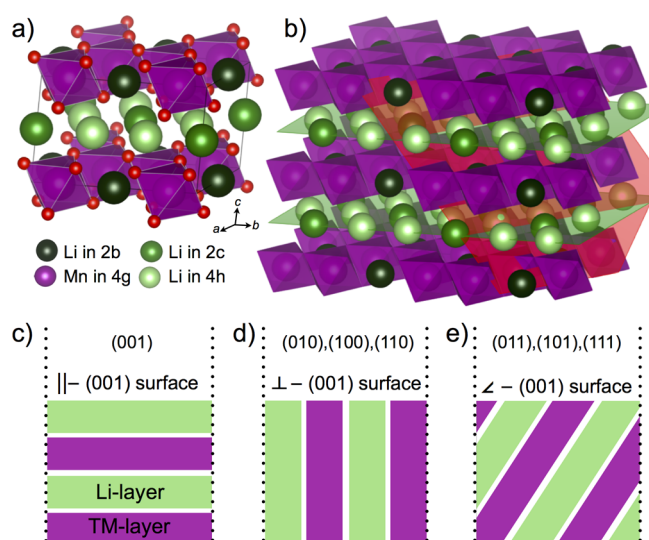 a)
b)
c
a
b
Li in 2b
Li in 2c
Mn in 4g
Li in 4h
c)
d)
e)
(001)
(010),(100),(110)
(011),(101),(111)
||– (001) surface
⊥ – (001) surface
∠ – (001) surface
Li-layer
TM-layer